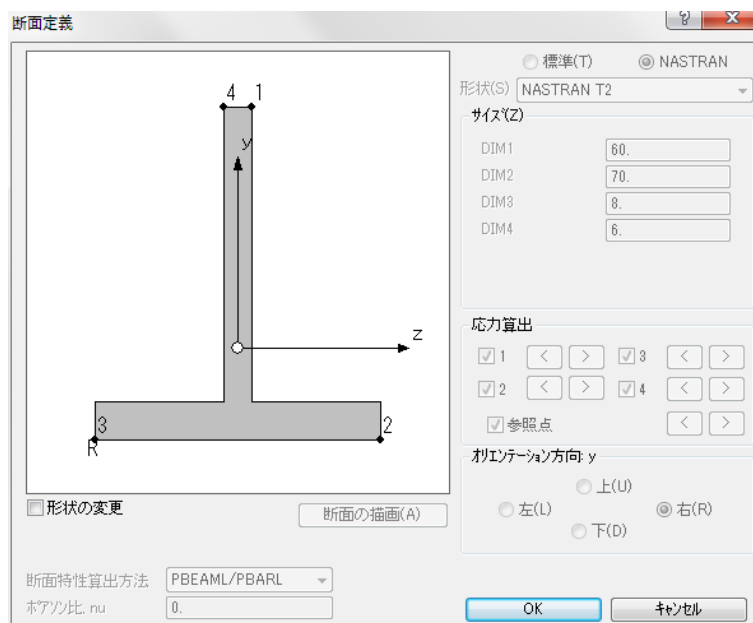 断面定義
標準(T) NASTRAN
形状(S) NASTRAN T2
サイズ(Z)
DIM1 60.
DIM2 70.
DIM3 8.
DIM4 6.
4 1
y
z
3 2
R
応力算出
1 < > 3 < >
2 < > 4 < >
参照点 < >
オリエンテーション方向: y
上(U)
左(L) 右(R)
下(D)
形状の変更 断面の描画(A)
断面特性算出方法 PBEAML/PBARL
ポアソン比, nu 0.
OK キャンセル